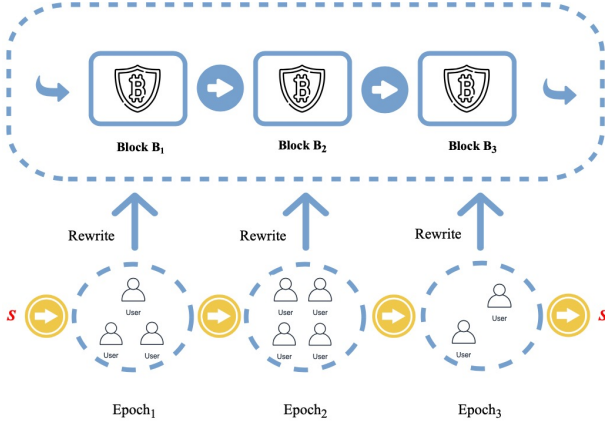 Block B₁
Block B₂
Block B₃
Rewrite
Rewrite
Rewrite
S
User
User
User
User
User
User
User
User
User
S
Epoch₁
Epoch₂
Epoch₃